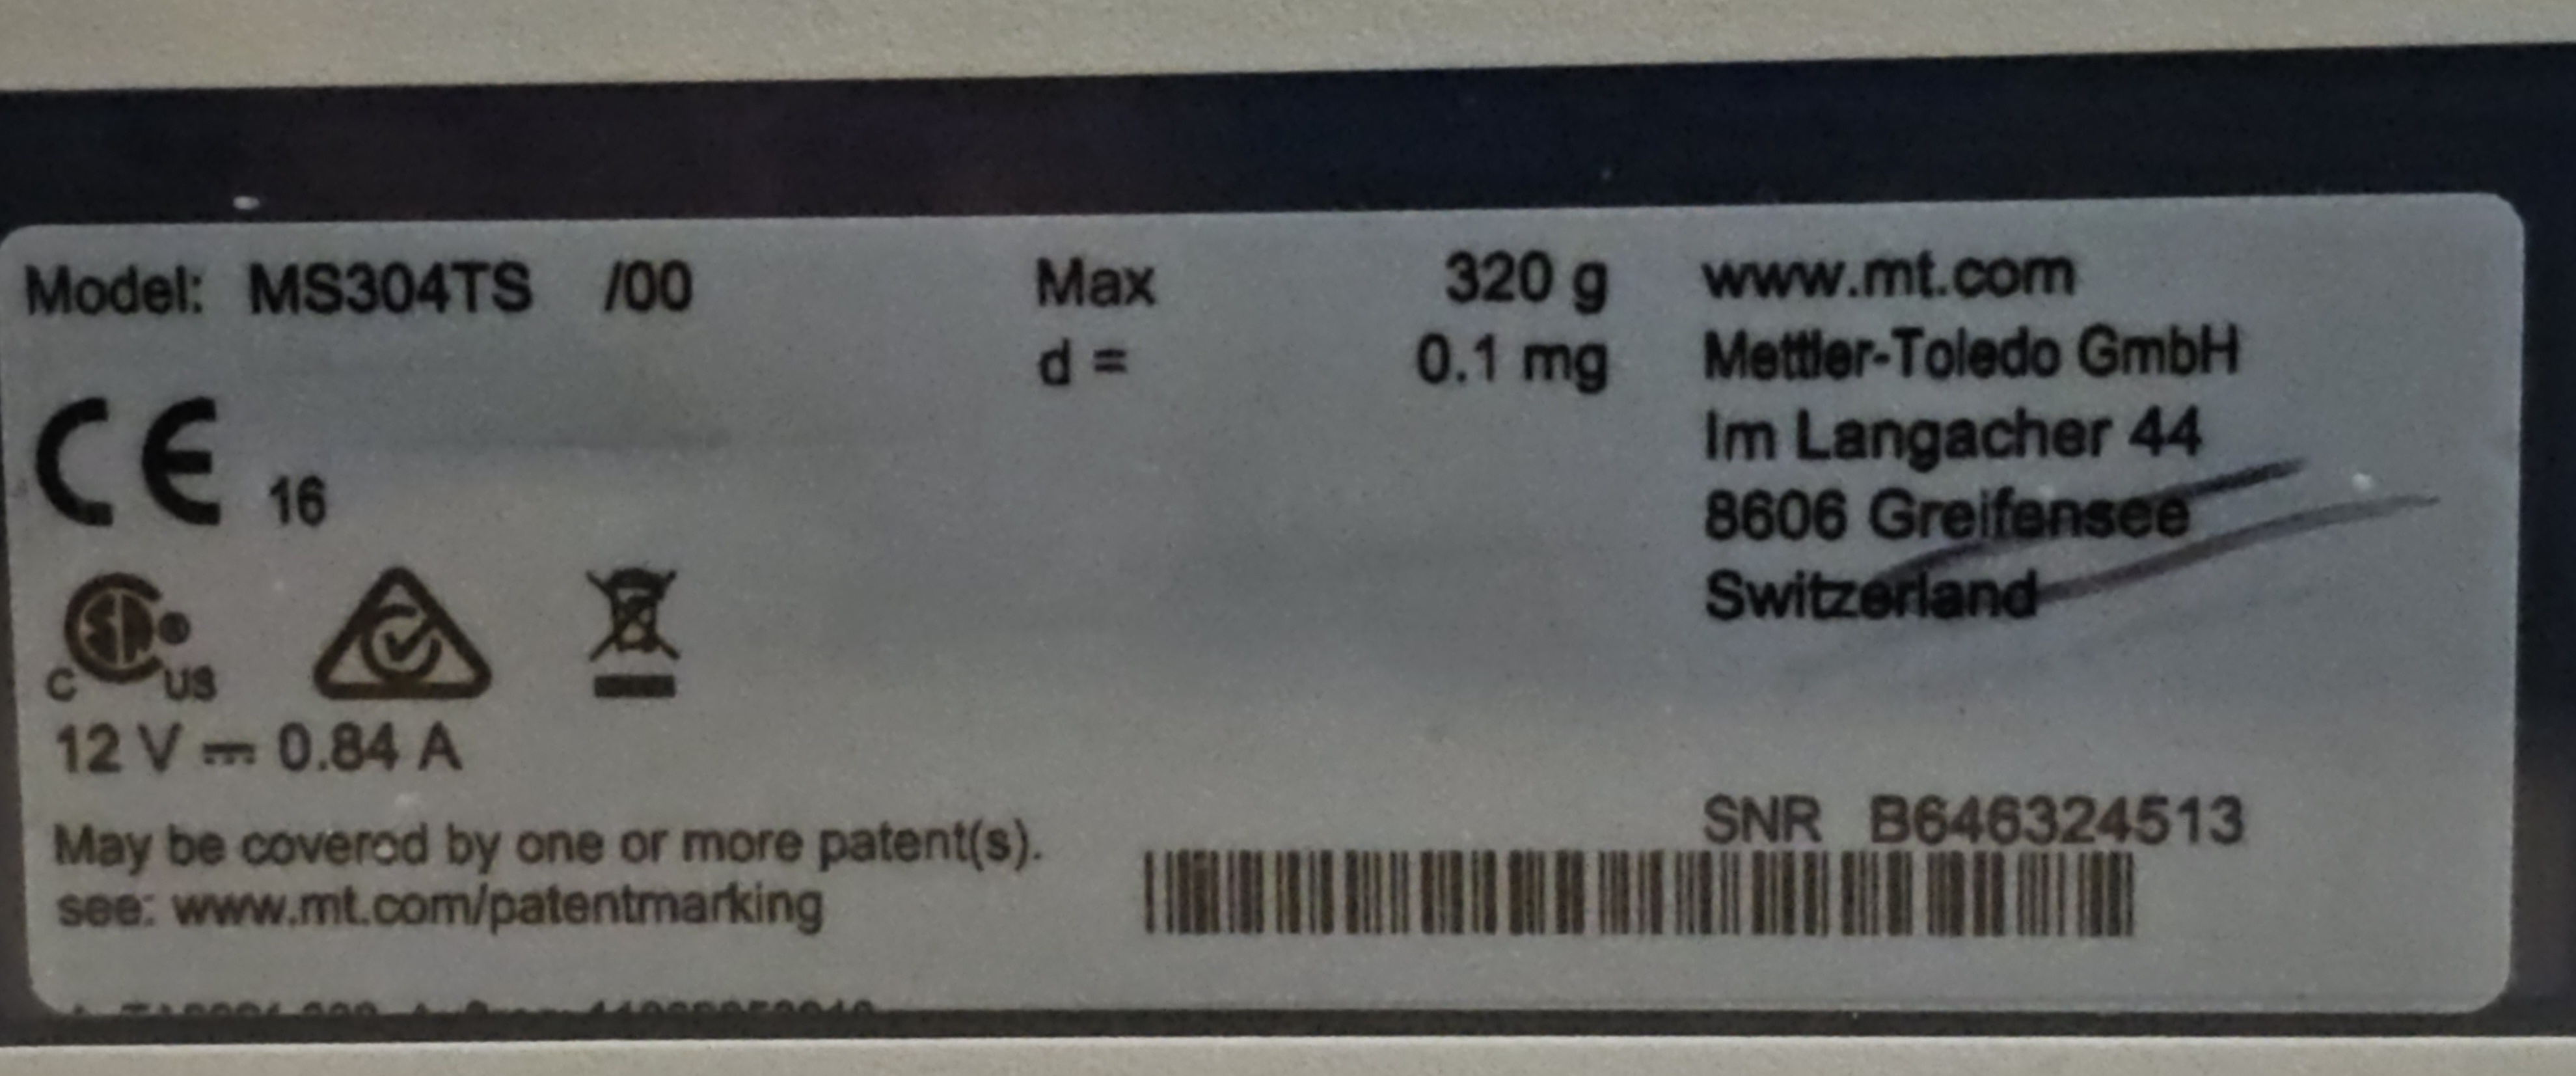 Model: MS304TS /00
Max 320 g
d = 0.1 mg
www.mt.com
Mettler-Toledo GmbH
Im Langacher 44
8606 Greifensee
Switzerland
CE 16
C US
12 V 0.84 A
May be covered by one or more patent(s).
see: www.mt.com/patentmarking
SNR B646324513